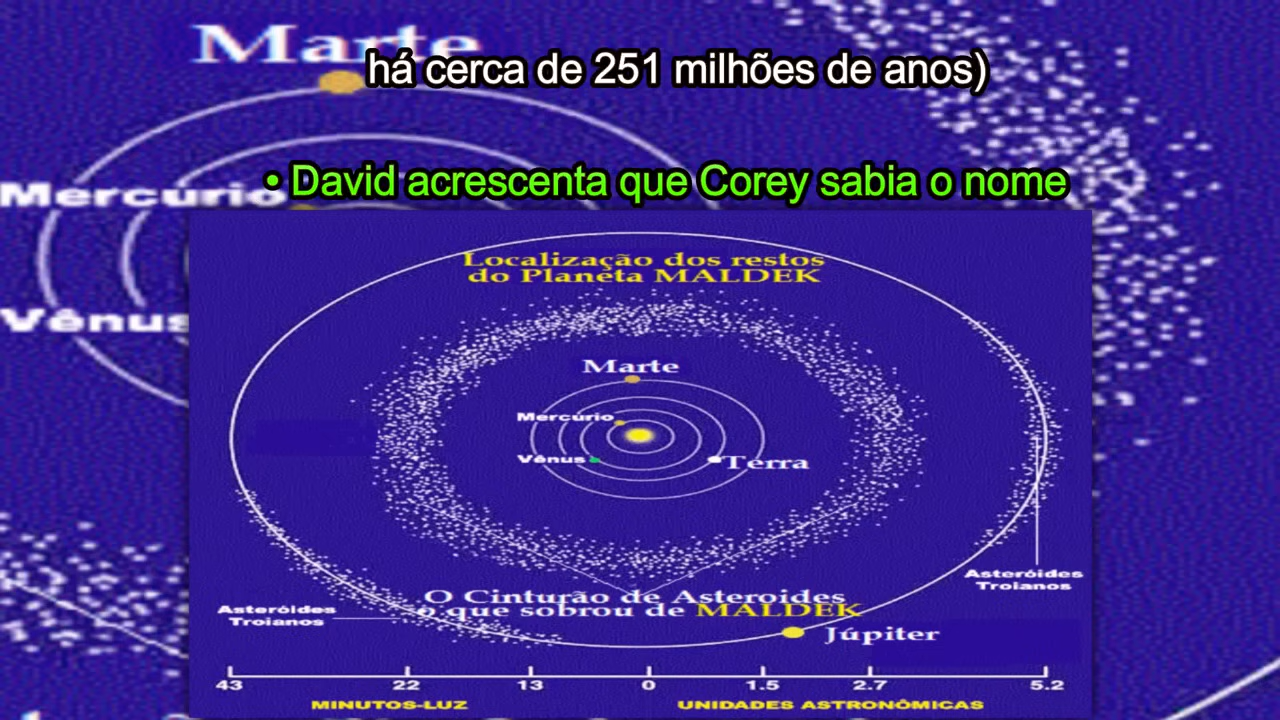 Marte
há cerca de 251 milhões de anos)
• David acrescenta que Corey sabia o nome
Mercúrio
Vênus
Localização dos restos
do Planeta MALDEK
Marte
Mercúrio
Vênus
Terra
O Cinturão de Asteroides
o que sobrou de MALDEK
Asteróides
Troianos
Asteróides
Troianos
Júpiter
43 22 13 0 1.5 2.7 5.2
MINUTOS-LUZ UNIDADES ASTRONÔMICAS